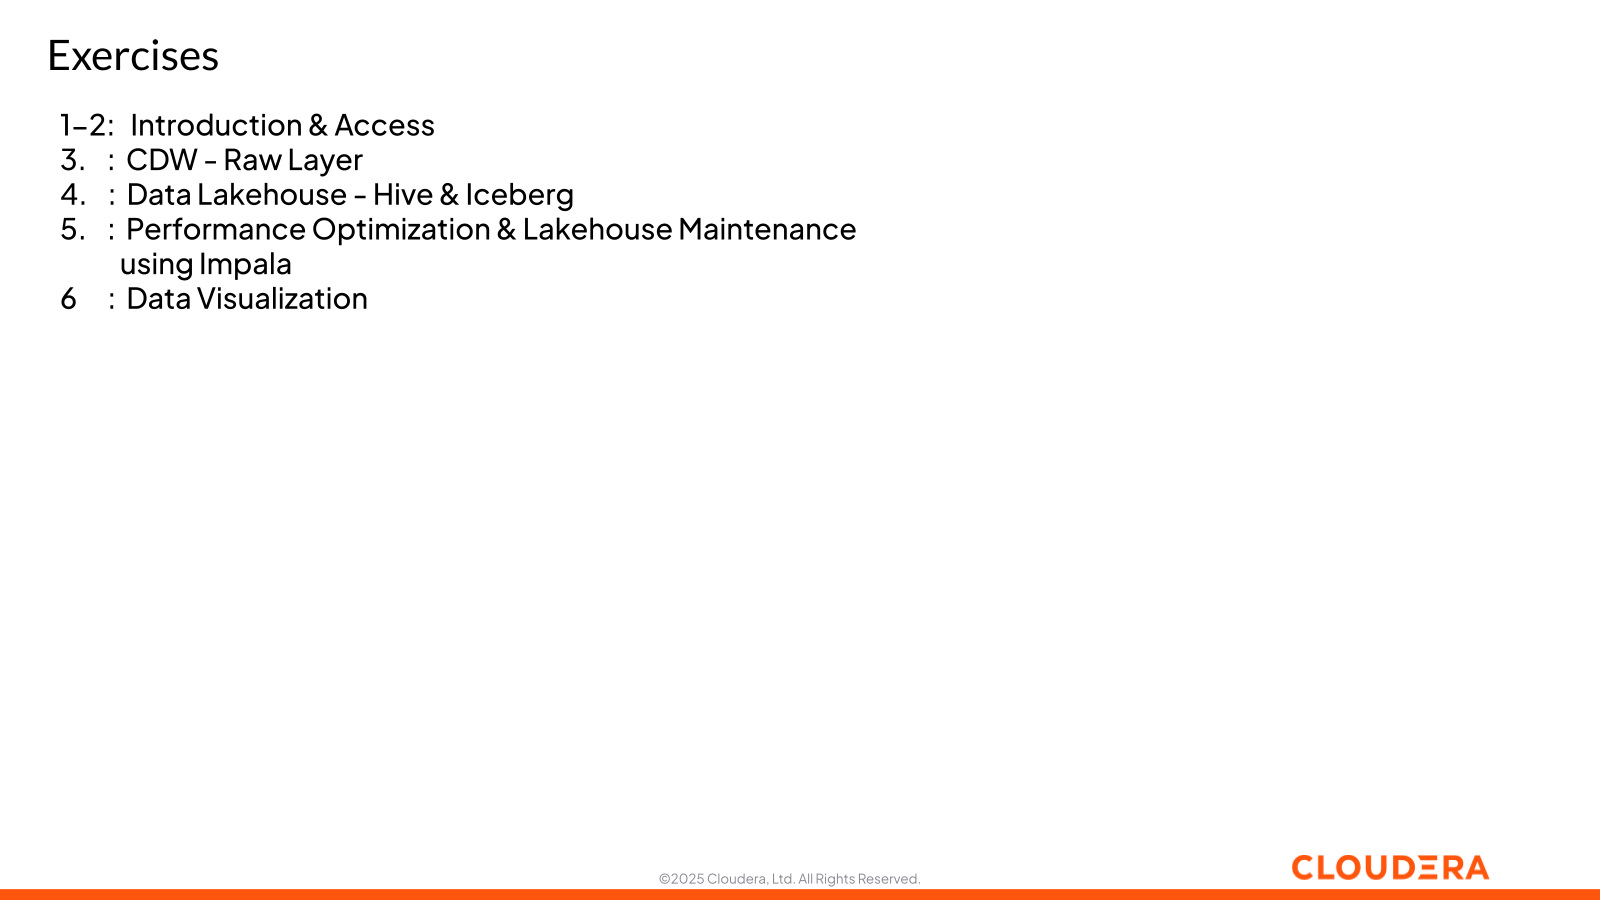 Exercises
1-2: Introduction & Access
3. : CDW - Raw Layer
4. : Data Lakehouse - Hive & Iceberg
5. : Performance Optimization & Lakehouse Maintenance
using Impala
6 : Data Visualization
©2025 Cloudera, Ltd. All Rights Reserved.
CLOUDERA